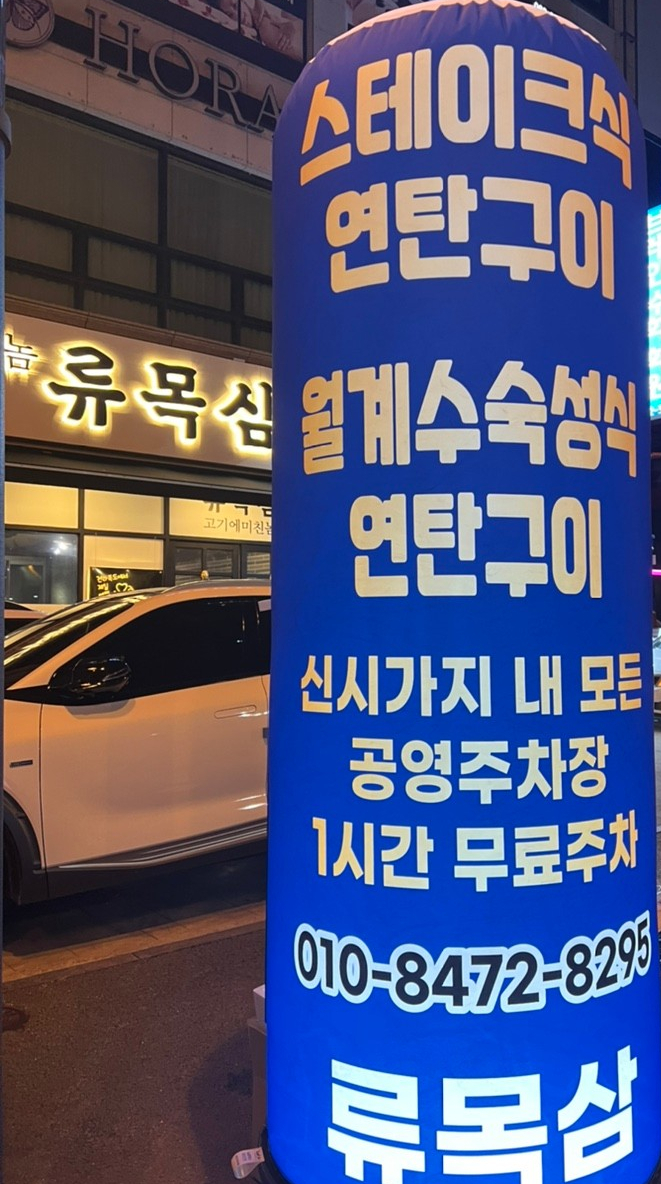 HORA
스테이크식
연탄구이
월계수숙성식
연탄구이
신시가지 내 모든
공영주차장
1시간 무료주차
010-8472-8295
류목삼
놈 류목삼
고기에미친놈